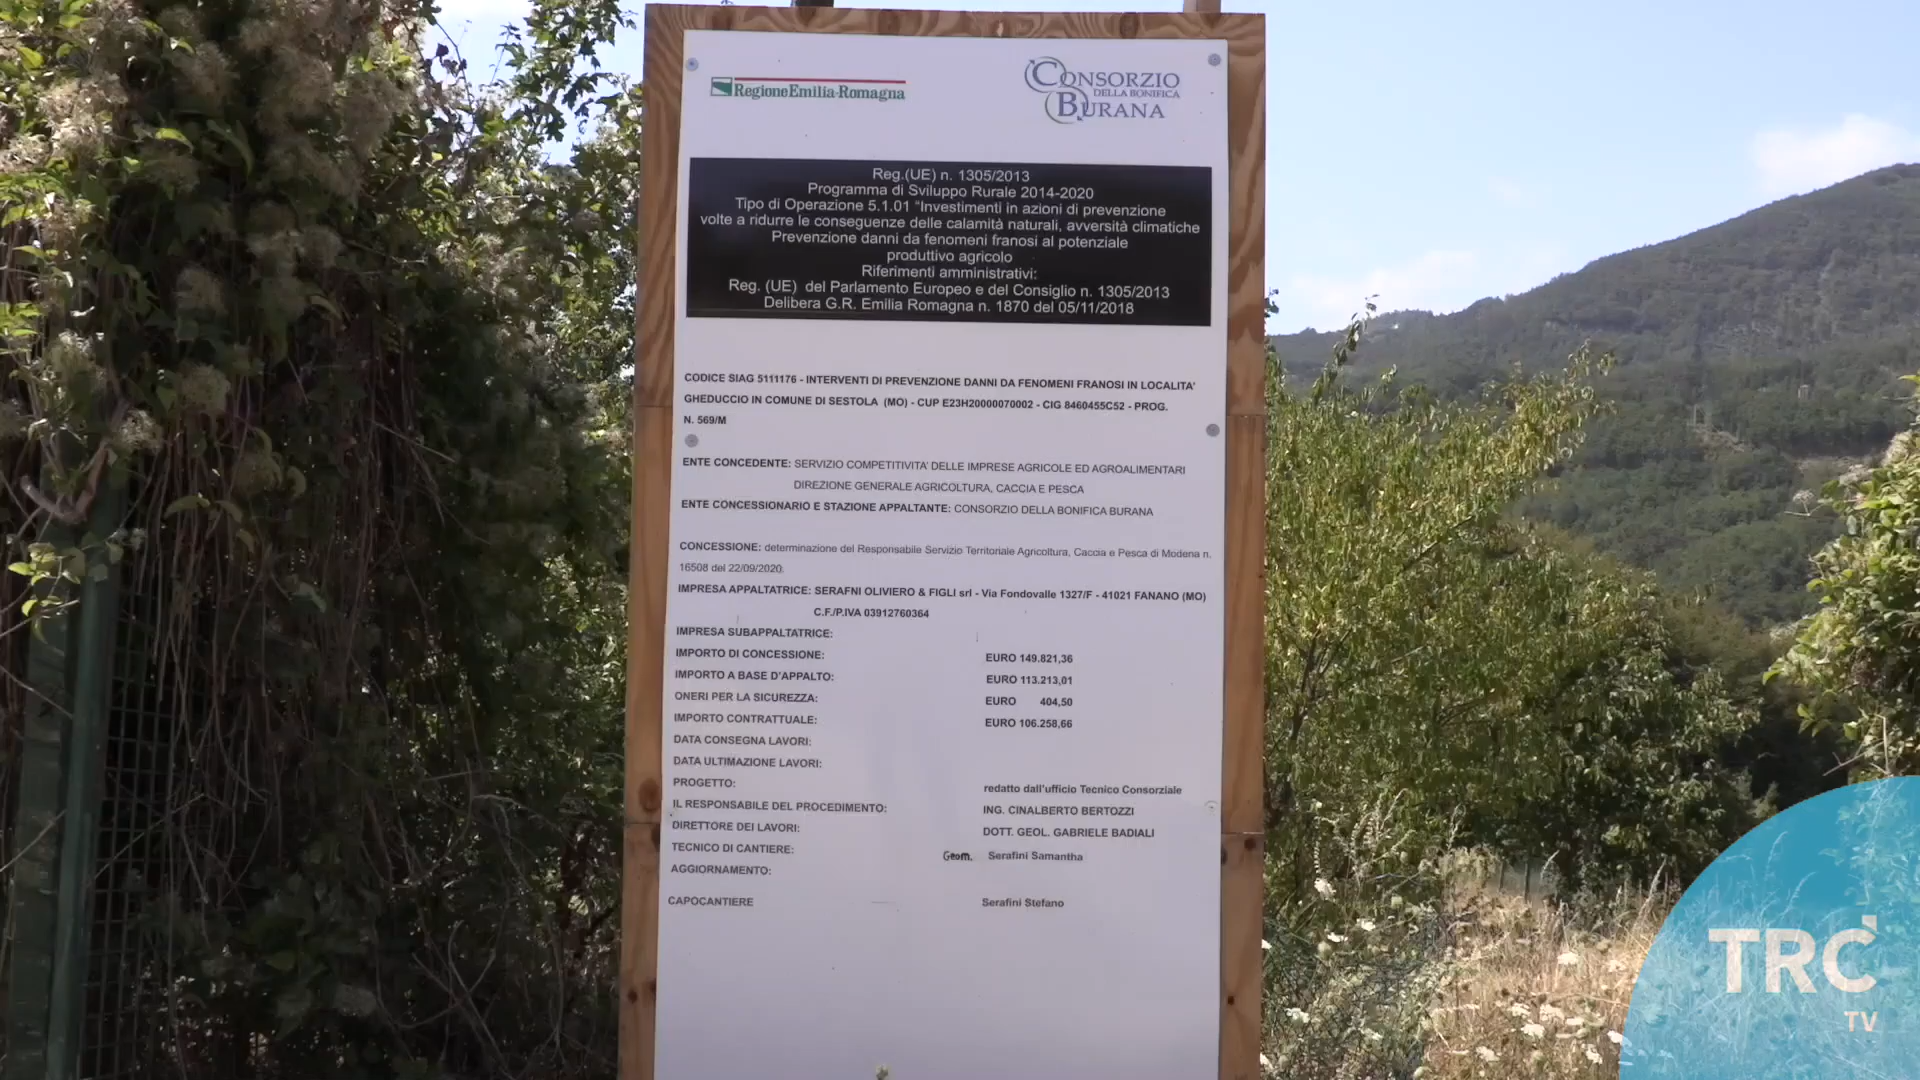 RegioneEmilia-Romagna
CONSORZIO
DELLA BONIFICA
BURANA
Reg.(UE) n. 1305/2013
Programma di Sviluppo Rurale 2014-2020
Tipo di Operazione 5.1.01 “Investimenti in azioni di prevenzione
volte a ridurre le conseguenze delle calamità naturali, avversità climatiche
Prevenzione danni da fenomeni franosi al potenziale
produttivo agricolo
Riferimenti amministrativi:
Reg. (UE) del Parlamento Europeo e del Consiglio n. 1305/2013
Delibera G.R. Emilia Romagna n. 1870 del 05/11/2018
CODICE SIAG 5111176 - INTERVENTI DI PREVENZIONE DANNI DA FENOMENI FRANOSI IN LOCALITA'
GHEDUCCIO IN COMUNE DI SESTOLA (MO) - CUP E23H20000070002 - CIG 8460455C52 - PROG.
N. 569/M
ENTE CONCEDENTE: SERVIZIO COMPETITIVITA' DELLE IMPRESE AGRICOLE ED AGROALIMENTARI
DIREZIONE GENERALE AGRICOLTURA, CACCIA E PESCA
ENTE CONCESSIONARIO E STAZIONE APPALTANTE: CONSORZIO DELLA BONIFICA BURANA
CONCESSIONE: determinazione del Responsabile Servizio Territoriale Agricoltura, Caccia e Pesca di Modena n.
16508 del 22/09/2020.
IMPRESA APPALTATRICE: SERAFNI OLIVIERO & FIGLI srl - Via Fondovalle 1327/F - 41021 FANANO (MO)
C.F./P.IVA 03912760364
IMPRESA SUBAPPALTATRICE:
IMPORTO DI CONCESSIONE: EURO 149.821,36
IMPORTO A BASE D'APPALTO: EURO 113.213,01
ONERI PER LA SICUREZZA: EURO 404,50
IMPORTO CONTRATTUALE: EURO 106.258,66
DATA CONSEGNA LAVORI:
DATA ULTIMAZIONE LAVORI:
PROGETTO: redatto dall'ufficio Tecnico Consorziale
IL RESPONSABILE DEL PROCEDIMENTO: ING. CINALBERTO BERTOZZI
DIRETTORE DEI LAVORI: DOTT. GEOL. GABRIELE BADIALI
TECNICO DI CANTIERE: Geom. Serafini Samantha
AGGIORNAMENTO:
CAPOCANTIERE Serafini Stefano
TRC
TV